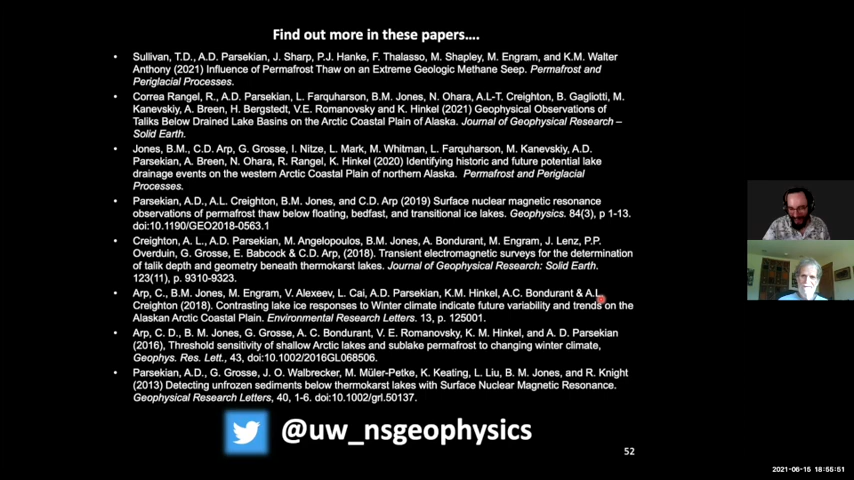 Find out more in these papers....
• Sullivan, T.D., A.D. Parsekian, J. Sharp, P.J. Hanke, F. Thalasso, M. Shapley, M. Engram, and K.M. Walter
Anthony (2021) Influence of Permafrost Thaw on an Extreme Geologic Methane Seep. Permafrost and
Periglacial Processes.
• Correa Rangel, R., A.D. Parsekian, L. Farquharson, B.M. Jones, N. Ohara, A.L-T. Creighton, B. Gagliotti, M.
Kanevskiy, A. Breen, H. Bergstedt, V.E. Romanovsky and K. Hinkel (2021) Geophysical Observations of
Taliks Below Drained Lake Basins on the Arctic Coastal Plain of Alaska. Journal of Geophysical Research –
Solid Earth.
• Jones, B.M., C.D. Arp, G. Grosse, I. Nitze, L. Mark, M. Whitman, L. Farquharson, M. Kanevskiy, A.D.
Parsekian, A. Breen, N. Ohara, R. Rangel, K. Hinkel (2020) Identifying historic and future potential lake
drainage events on the western Arctic Coastal Plain of northern Alaska. Permafrost and Periglacial
Processes.
• Parsekian, A.D., A.L. Creighton, B.M. Jones, and C.D. Arp (2019) Surface nuclear magnetic resonance
observations of permafrost thaw below floating, bedfast, and transitional ice lakes. Geophysics. 84(3), p 1-13.
doi:10.1190/GEO2018-0563.1
• Creighton, A. L., A.D. Parsekian, M. Angelopoulos, B.M. Jones, A. Bondurant, M. Engram, J. Lenz, P.P.
Overduin, G. Grosse, E. Babcock & C.D. Arp, (2018). Transient electromagnetic surveys for the determination
of talik depth and geometry beneath thermokarst lakes. Journal of Geophysical Research: Solid Earth.
123(11), p. 9310-9323.
• Arp, C., B.M. Jones, M. Engram, V. Alexeev, L. Cai, A.D. Parsekian, K.M. Hinkel, A.C. Bondurant & A.L.
Creighton (2018). Contrasting lake ice responses to Winter climate indicate future variability and trends on the
Alaskan Arctic Coastal Plain. Environmental Research Letters. 13, p. 125001.
• Arp, C. D., B. M. Jones, G. Grosse, A. C. Bondurant, V. E. Romanovsky, K. M. Hinkel, and A. D. Parsekian
(2016), Threshold sensitivity of shallow Arctic lakes and sublake permafrost to changing winter climate,
Geophys. Res. Lett., 43, doi:10.1002/2016GL068506.
• Parsekian, A.D., G. Grosse, J. O. Walbrecker, M. Müler-Petke, K. Keating, L. Liu, B. M. Jones, and R. Knight
(2013) Detecting unfrozen sediments below thermokarst lakes with Surface Nuclear Magnetic Resonance.
Geophysical Research Letters, 40, 1-6. doi:10.1002/grl.50137.
@uw_nsgeophysics
52
2021-06-15 18:55:51